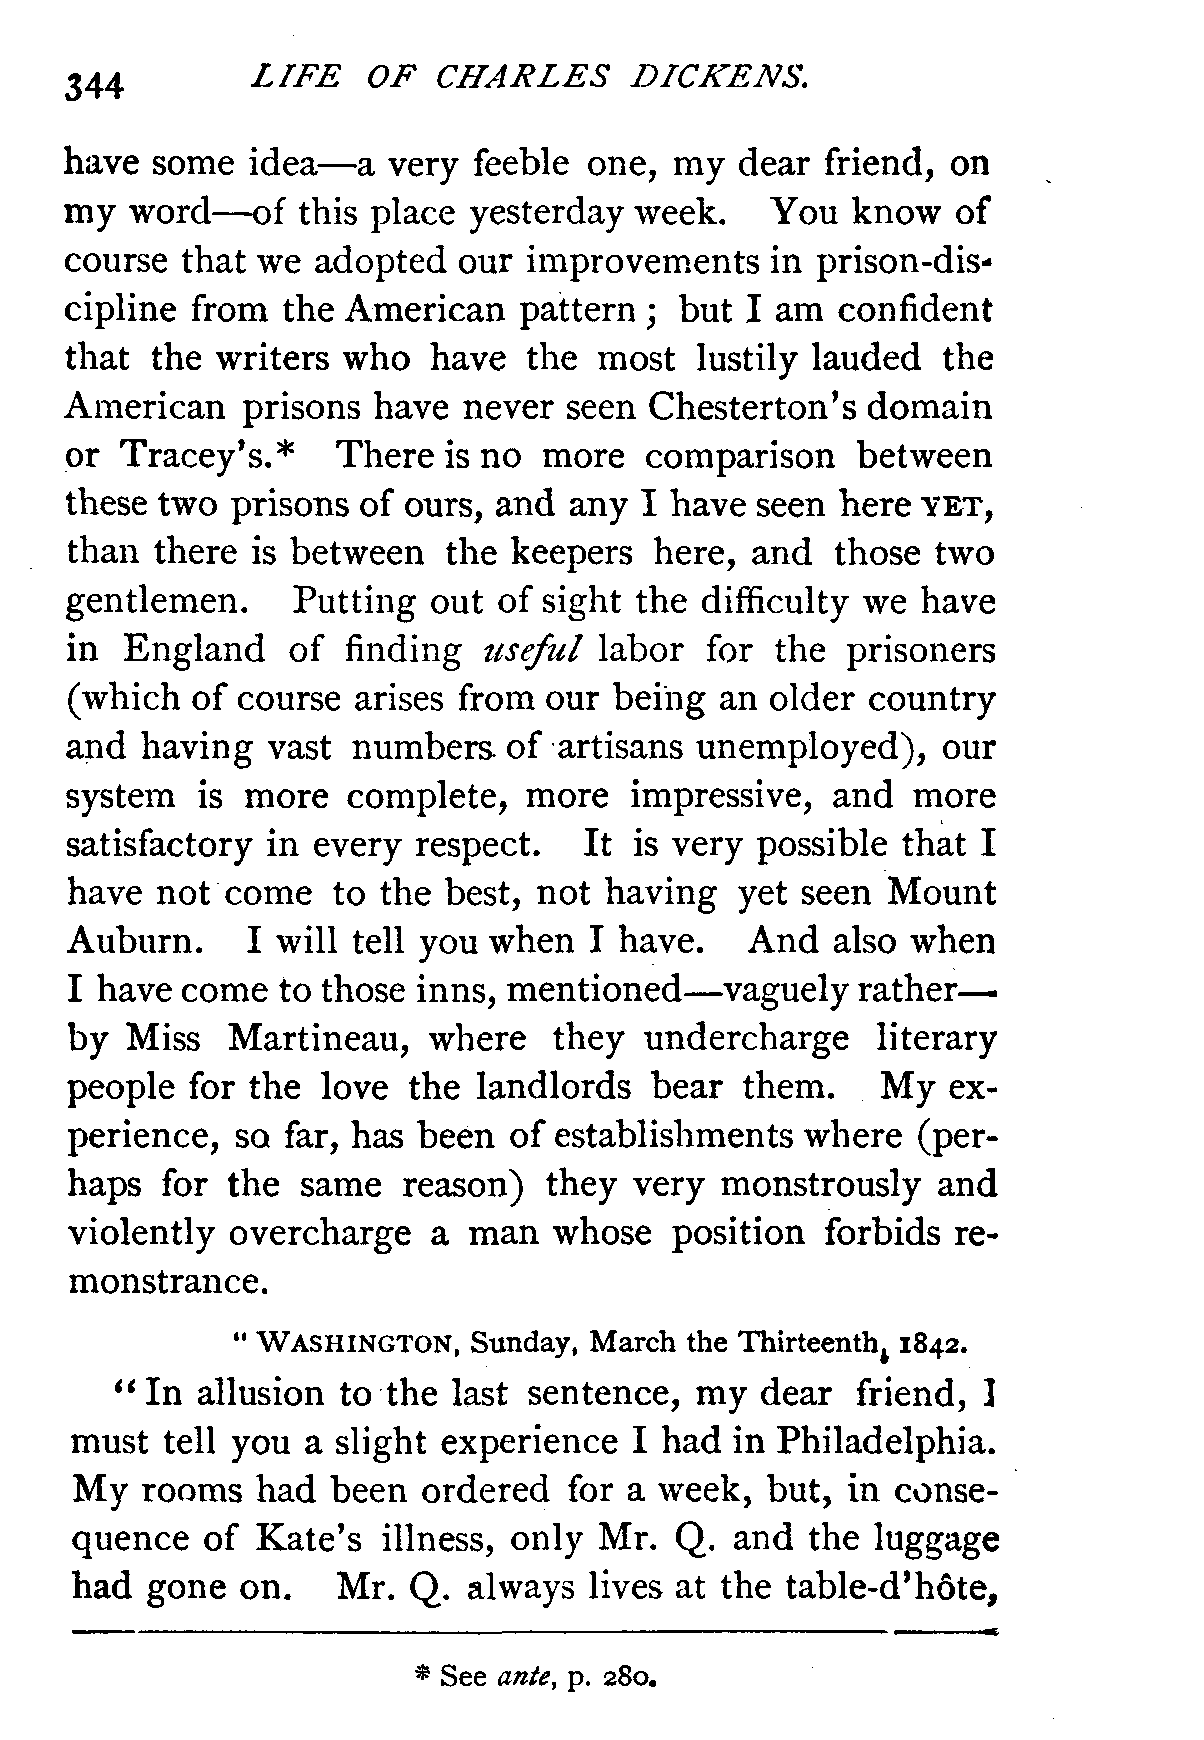 344 LIFE OF CHARLES DICKENS.
have some idea—a very feeble one, my dear friend, on
my word—of this place yesterday week. You know of
course that we adopted our improvements in prison-dis-
cipline from the American pattern; but I am confident
that the writers who have the most lustily lauded the
American prisons have never seen Chesterton's domain
or Tracey's.* There is no more comparison between
these two prisons of ours, and any I have seen here YET,
than there is between the keepers here, and those two
gentlemen. Putting out of sight the difficulty we have
in England of finding useful labor for the prisoners
(which of course arises from our being an older country
and having vast numbers of artisans unemployed), our
system is more complete, more impressive, and more
satisfactory in every respect. It is very possible that I
have not come to the best, not having yet seen Mount
Auburn. I will tell you when I have. And also when
I have come to those inns, mentioned—vaguely rather—
by Miss Martineau, where they undercharge literary
people for the love the landlords bear them. My ex-
perience, so far, has been of establishments where (per-
haps for the same reason) they very monstrously and
violently overcharge a man whose position forbids re-
monstrance.
"WASHINGTON, Sunday, March the Thirteenth, 1842.
"In allusion to the last sentence, my dear friend, I
must tell you a slight experience I had in Philadelphia.
My rooms had been ordered for a week, but, in conse-
quence of Kate's illness, only Mr. Q. and the luggage
had gone on. Mr. Q. always lives at the table-d'hôte,
* See ante, p. 280.